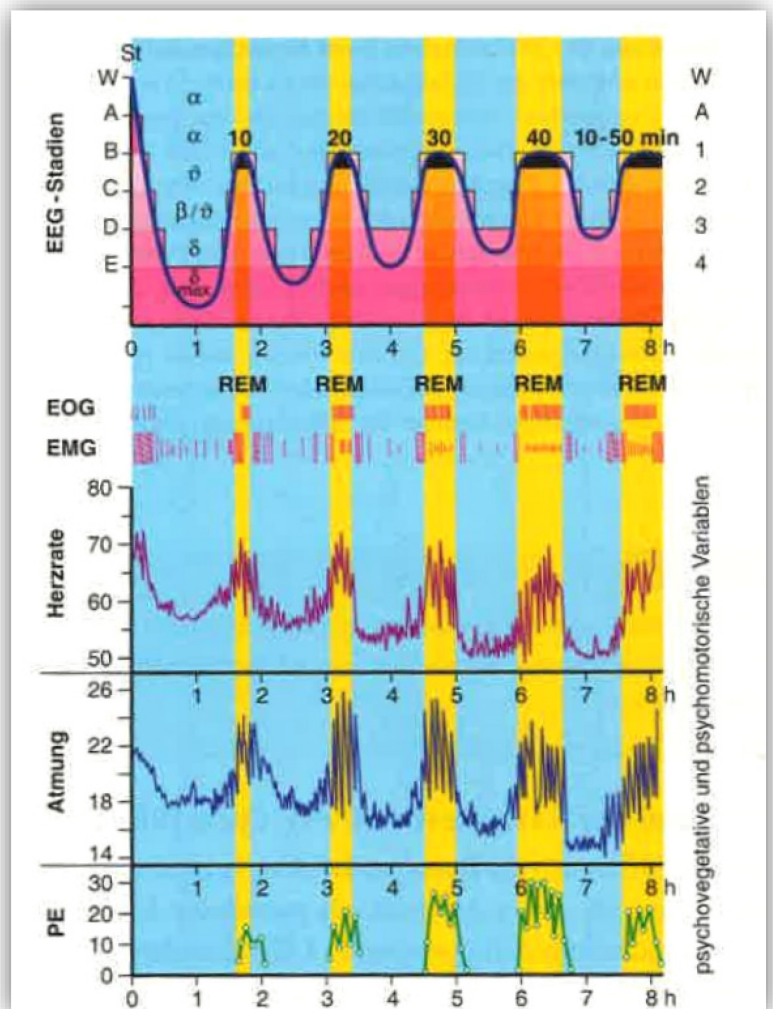 St
W α W
A α A
B 10 20 30 40 10-50 min 1
ϑ
C 2
β/ϑ
D 3
δ
E δ 4
max
EEG-Stadien
0 1 2 3 4 5 6 7 8 h
REM REM REM REM REM
EOG
EMG
80
70
60
50
Herzrate
1 2 3 4 5 6 7 8 h
26
22
18
14
Atmung
1 2 3 4 5 6 7 8 h
30
20
10
0
PE
0 1 2 3 4 5 6 7 8 h
psychovegetative und psychomotorische Variablen